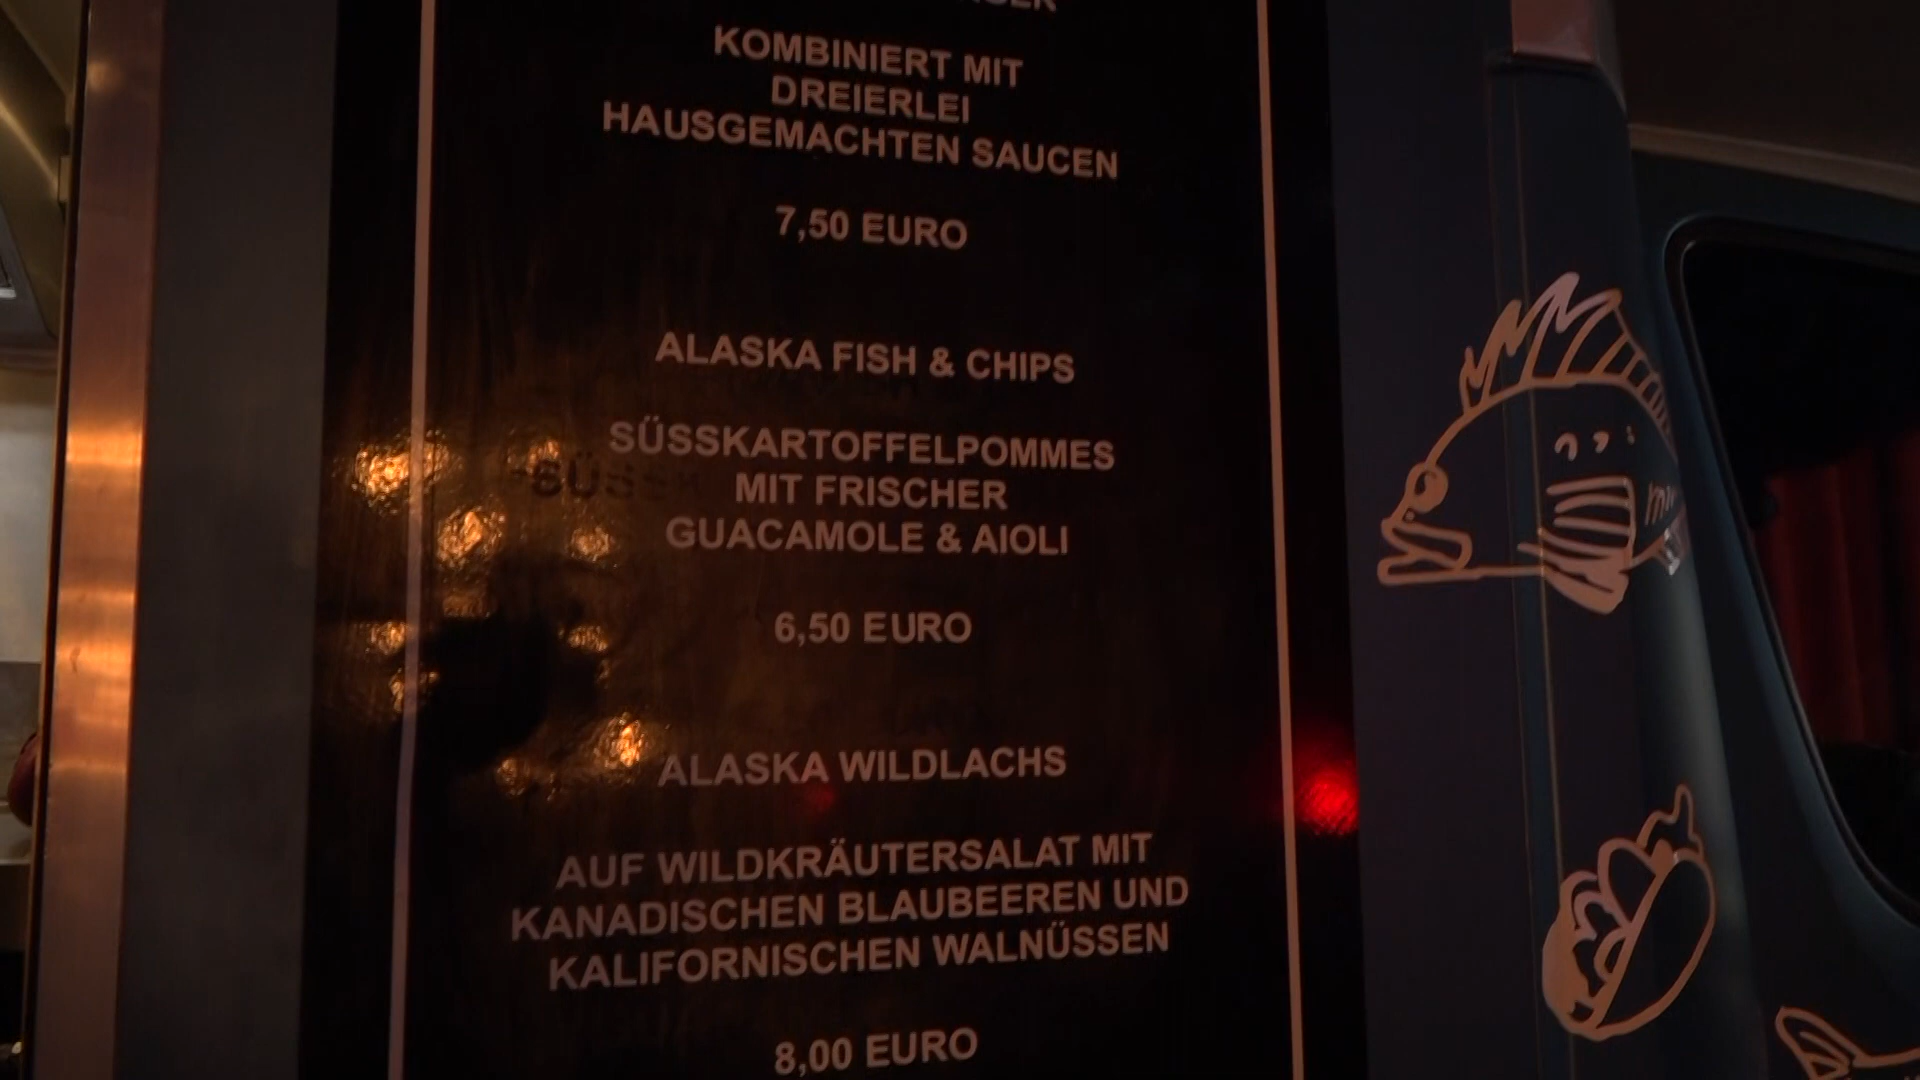 KOMBINIERT MIT
DREIERLEI
HAUSGEMACHTEN SAUCEN
7,50 EURO
ALASKA FISH & CHIPS
SÜSSKARTOFFELPOMMES
MIT FRISCHER
GUACAMOLE & AIOLI
6,50 EURO
ALASKA WILDLACHS
AUF WILDKRÄUTERSALAT MIT
KANADISCHEN BLAUBEEREN UND
KALIFORNISCHEN WALNÜSSEN
8,00 EURO